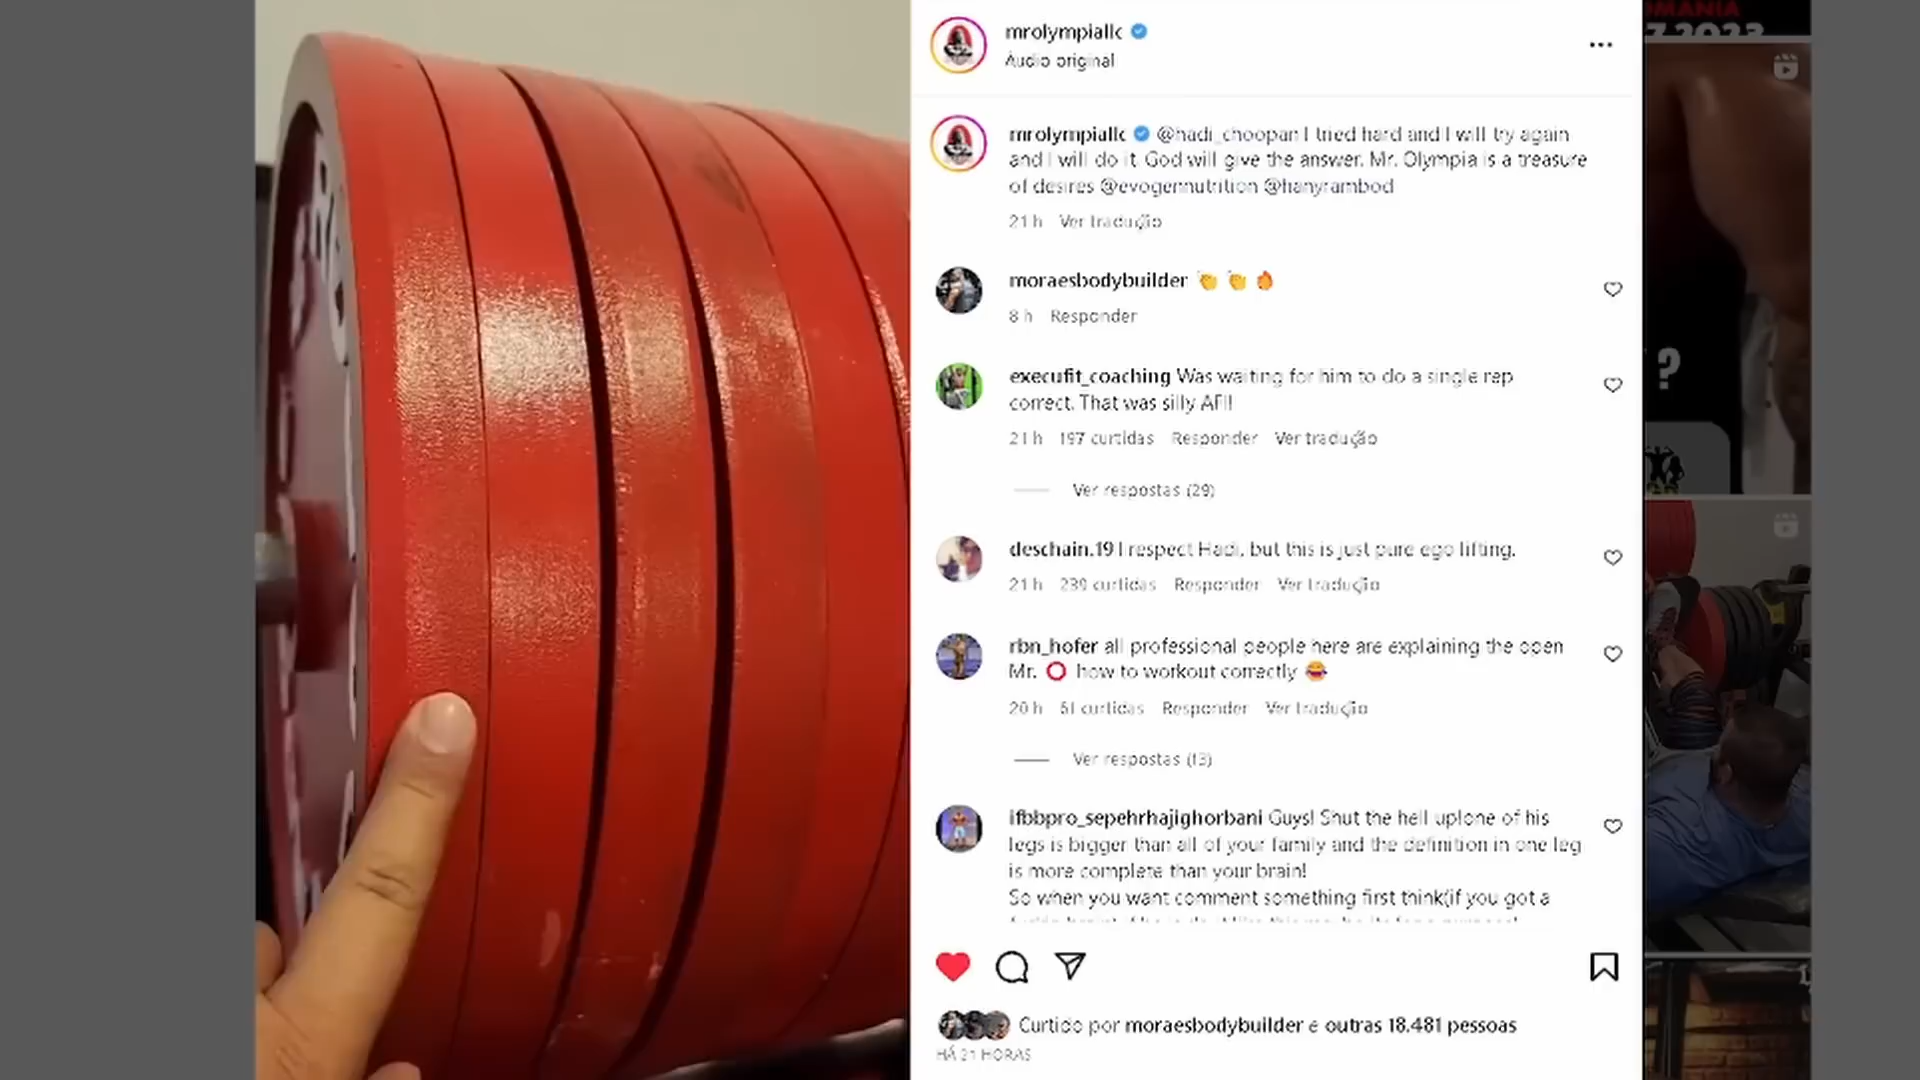 mrolympiallc
Áudio original
mrolympiallc @hadi_choopan I tried hard and I will try again
and I will do it. God will give the answer. Mr. Olympia is a treasure
of desires @evogennutrition @hanyrambod
21 h Ver tradução
moraesbodybuilder 👏 👏 🔥
8 h Responder
execufit_coaching Was waiting for him to do a single rep
correct. That was silly AF!!
21 h 197 curtidas Responder Ver tradução
Ver respostas (29)
deschain.19 I respect Hadi, but this is just pure ego lifting.
21 h 239 curtidas Responder Ver tradução
rbn_hofer all professional people here are explaining the open
Mr. ⭕ how to workout correctly 😂
20 h 61 curtidas Responder Ver tradução
Ver respostas (13)
ifbbpro_sepehrhajighorbani Guys! Shut the hell up!one of his
legs is bigger than all of your family and the definition in one leg
is more complete than your brain!
So when you want comment something first think(if you got a
Curtido por moraesbodybuilder e outras 18.481 pessoas
HÁ 21 HORAS
?